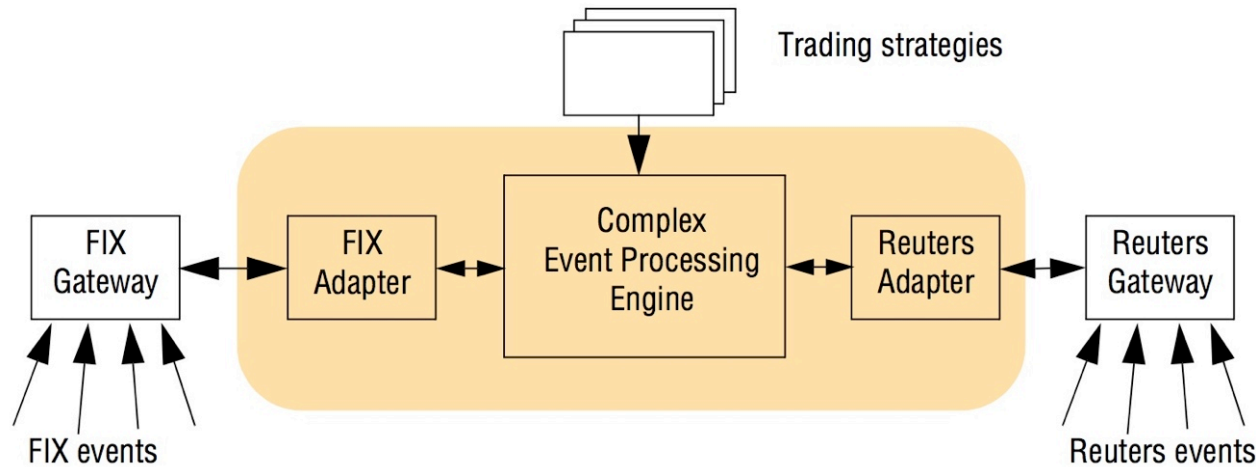 Trading strategies
FIX
Gateway
FIX
Adapter
Complex
Event Processing
Engine
Reuters
Adapter
Reuters
Gateway
FIX events
Reuters events